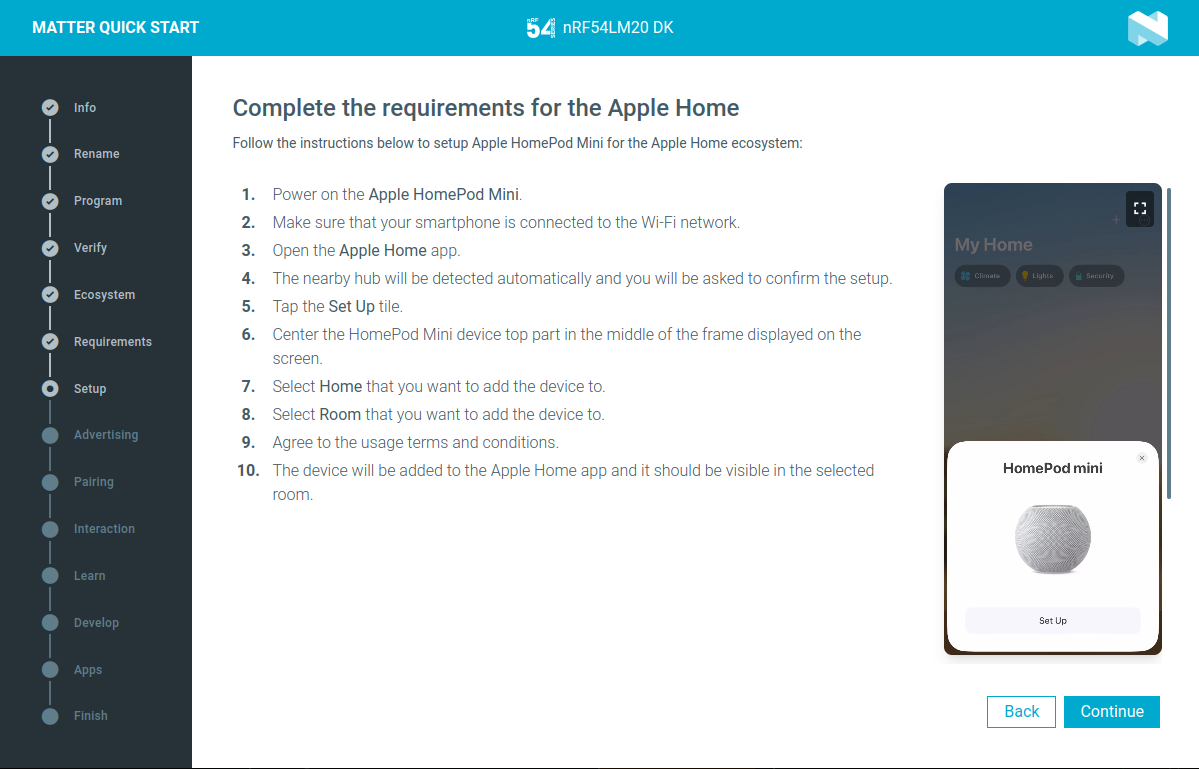 MATTER QUICK START
nRF 54 SERIES nRF54LM20 DK
Info
Rename
Program
Verify
Ecosystem
Requirements
Setup
Advertising
Pairing
Interaction
Learn
Develop
Apps
Finish
Complete the requirements for the Apple Home
Follow the instructions below to setup Apple HomePod Mini for the Apple Home ecosystem:
1. Power on the Apple HomePod Mini.
2. Make sure that your smartphone is connected to the Wi-Fi network.
3. Open the Apple Home app.
4. The nearby hub will be detected automatically and you will be asked to confirm the setup.
5. Tap the Set Up tile.
6. Center the HomePod Mini device top part in the middle of the frame displayed on the
screen.
7. Select Home that you want to add the device to.
8. Select Room that you want to add the device to.
9. Agree to the usage terms and conditions.
10. The device will be added to the Apple Home app and it should be visible in the selected
room.
My Home
Climate Lights Security
HomePod mini
Set Up
Back Continue